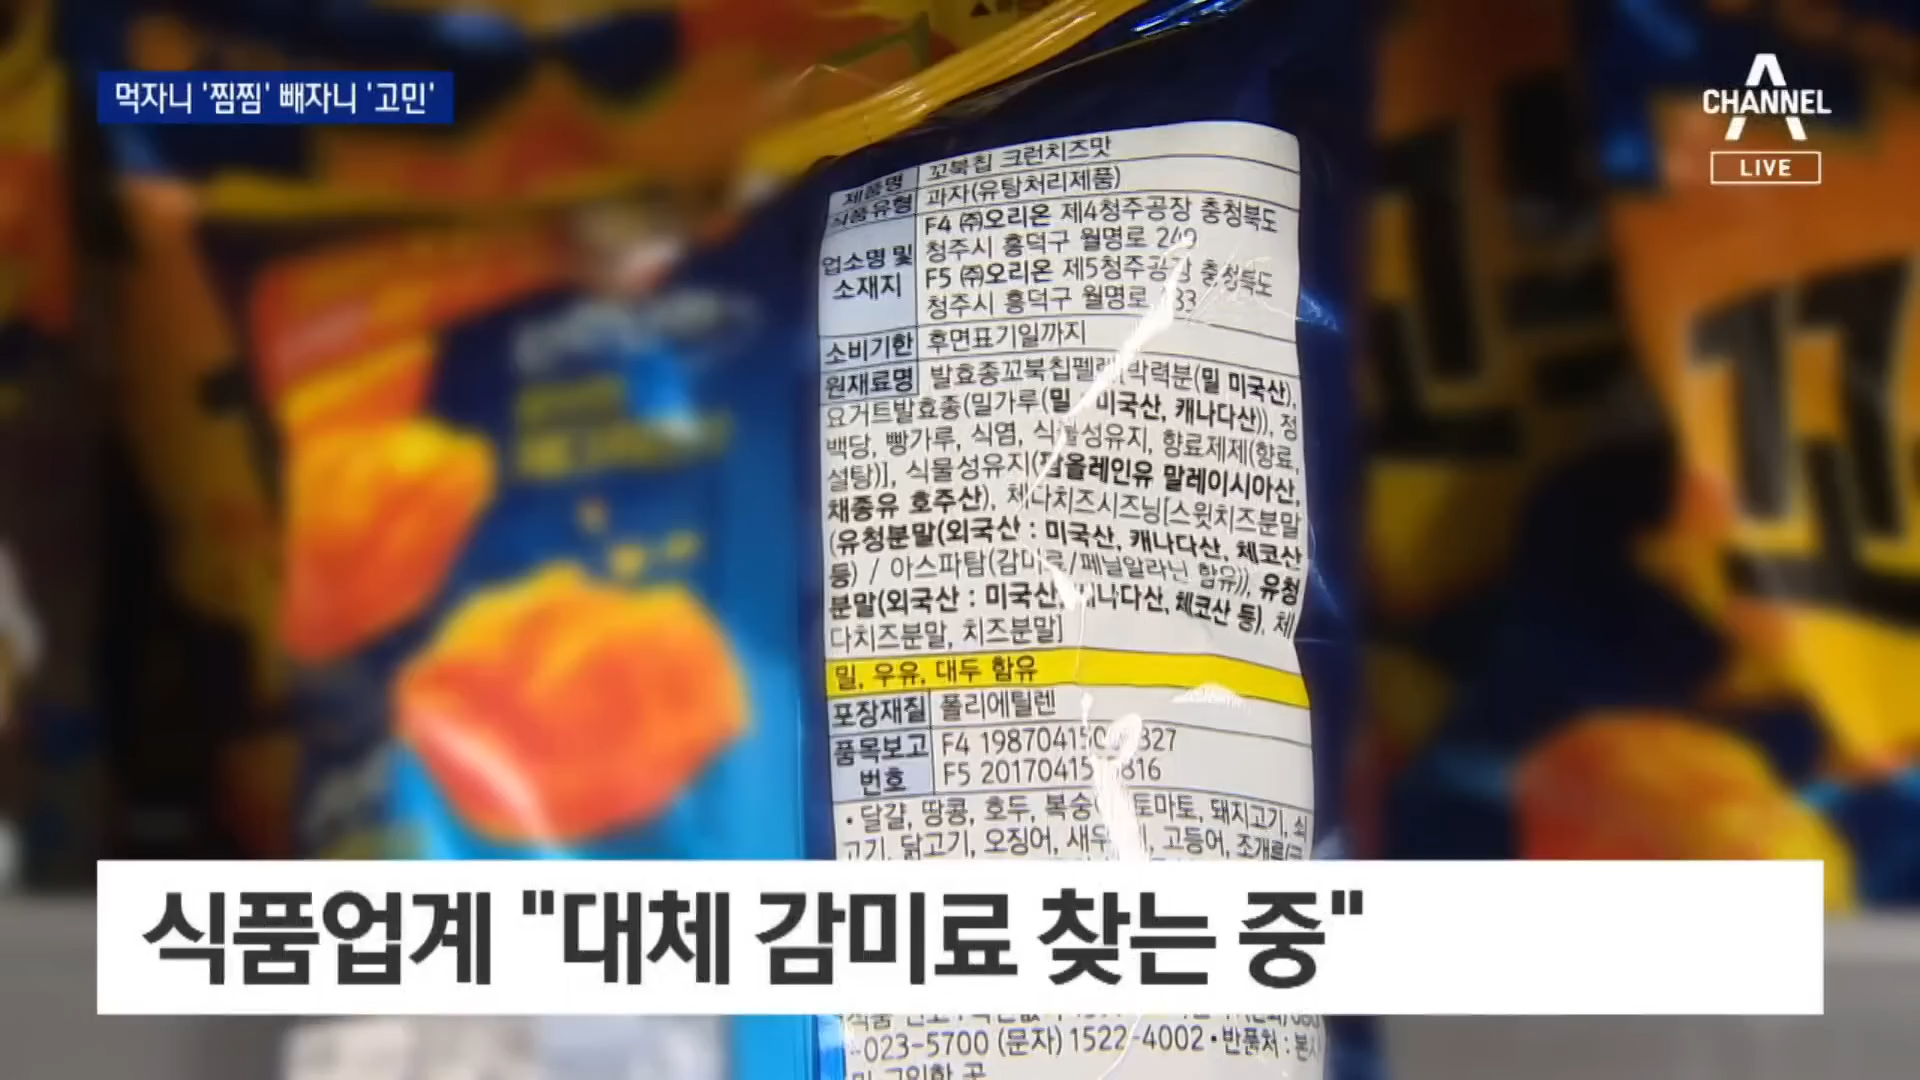 먹자니 '찜찜' 빼자니 '고민'
CHANNEL A
LIVE
제품명 꼬북칩 크런치즈맛
식품유형 과자(유탕처리제품)
업소명 및 소재지 F4 ㈜오리온 제4청주공장 충청북도
청주시 흥덕구 월명로
F5 ㈜오리온 제5청주공장 충청북도
청주시 흥덕구 월명로
소비기한 후면표기일까지
원재료명 발효종꼬북칩펠렛[박력분(밀 미국산),
요거트발효종(밀가루(밀 : 미국산, 캐나다산)), 정
백당, 빵가루, 식염, 식물성유지, 향료제제(향료,
설탕)], 식물성유지(팜올레인유 말레이시아산,
채종유 호주산), 체다치즈시즈닝[스윗치즈분말
(유청분말(외국산 : 미국산, 캐나다산, 체코산
등) / 아스파탐(감미료/페닐알라닌 함유)), 유청
분말(외국산 : 미국산, 캐나다산, 체코산 등), 체
다치즈분말, 치즈분말]
밀, 우유, 대두 함유
포장재질 폴리에틸렌
품목보고번호 F4
F5
• 달걀, 땅콩, 호두, 복숭아, 토마토, 돼지고기, 쇠
고기, 닭고기, 오징어, 고등어,
식품업계 "대체 감미료 찾는 중"
023-5700 (문자) 1522-4002 • 반품처 : 본사